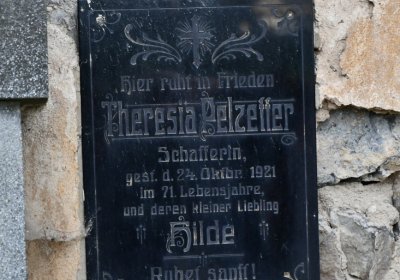 Hier ruht in Frieden
Theresia Pelzeder
Schafferin,
gest. d. 24. Oktbr. 1921
im 71. Lebensjahre,
und deren kleiner Liebling
Hilde
Ruhet sanft!